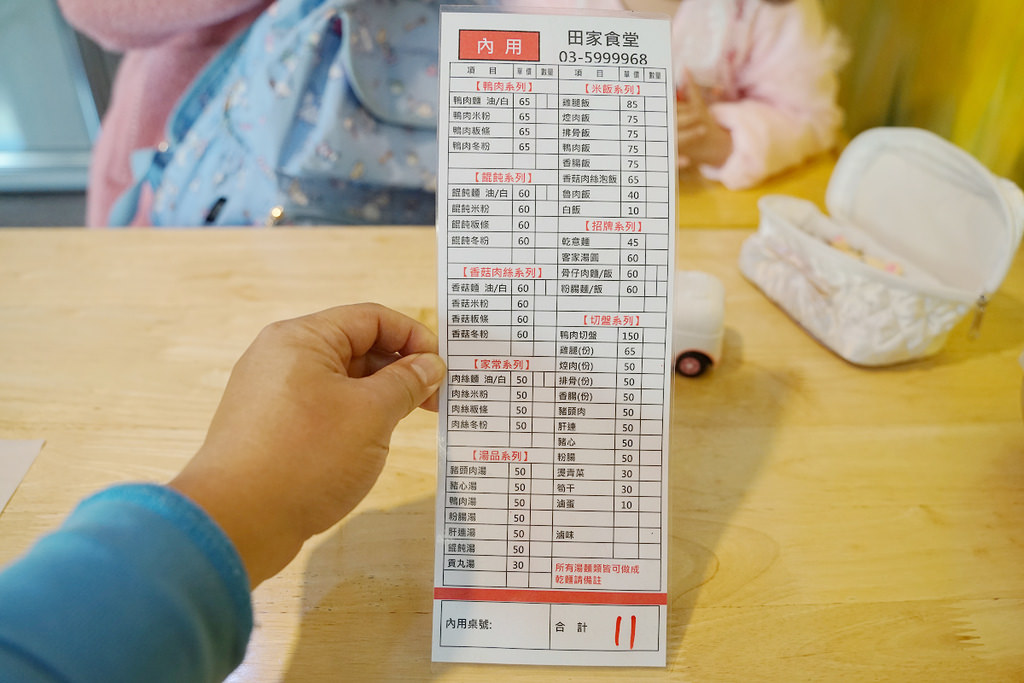 內用
田家食堂
03-5999968
項 目 單價 數量
【鴨肉系列】
鴨肉麵 油/白 65
鴨肉米粉 65
鴨肉粄條 65
鴨肉冬粉 65
【餛飩系列】
餛飩麵 油/白 60
餛飩米粉 60
餛飩粄條 60
餛飩冬粉 60
【香菇肉絲系列】
香菇麵 油/白 60
香菇米粉 60
香菇粄條 60
香菇冬粉 60
【家常系列】
肉絲麵 油/白 50
肉絲米粉 50
肉絲粄條 50
肉絲冬粉 50
【湯品系列】
豬頭肉湯 50
豬心湯 50
鴨肉湯 50
粉腸湯 50
肝連湯 50
餛飩湯 50
貢丸湯 30
項 目 單價 數量
【米飯系列】
雞腿飯 85
焢肉飯 75
排骨飯 75
鴨肉飯 75
香腸飯 75
香菇肉絲泡飯 65
魯肉飯 40
白飯 10
【招牌系列】
乾意麵 45
客家湯圓 60
骨仔肉麵/飯 60
粉腸麵/飯 60
【切盤系列】
鴨肉切盤 150
雞腿(份) 65
焢肉(份) 50
排骨(份) 50
香腸(份) 50
豬頭肉 50
肝連 50
豬心 50
粉腸 50
燙青菜 30
筍干 30
油蛋 10
滷味
所有湯麵類皆可做成
乾麵請備註
內用桌號:
合 計 11